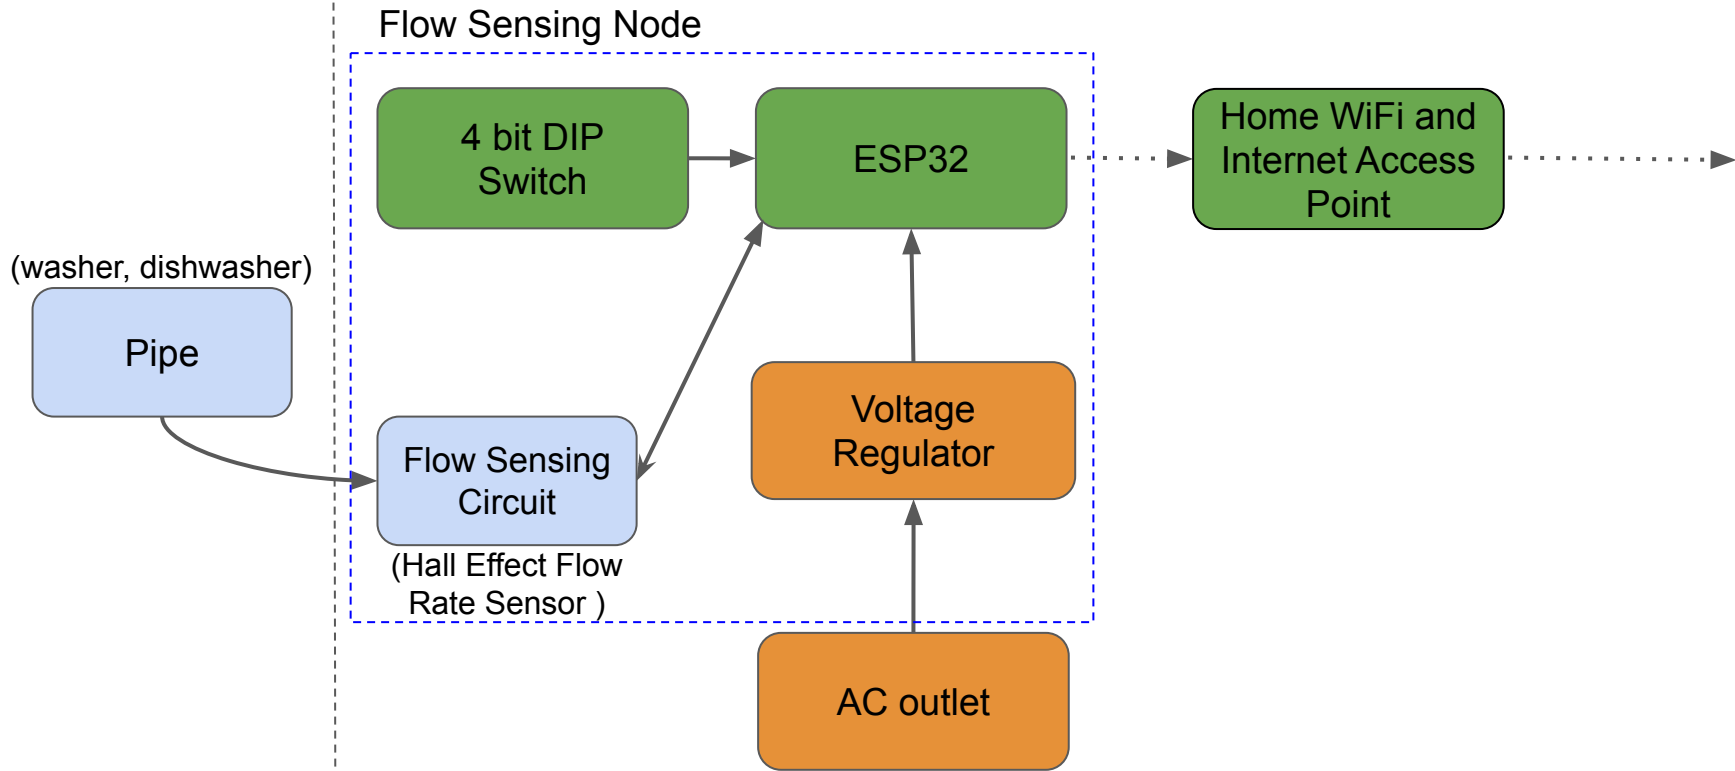 Flow Sensing Node
4 bit DIP
Switch
ESP32
Home WiFi and
Internet Access
Point
(washer, dishwasher)
Pipe
Flow Sensing
Circuit
(Hall Effect Flow
Rate Sensor )
Voltage
Regulator
AC outlet